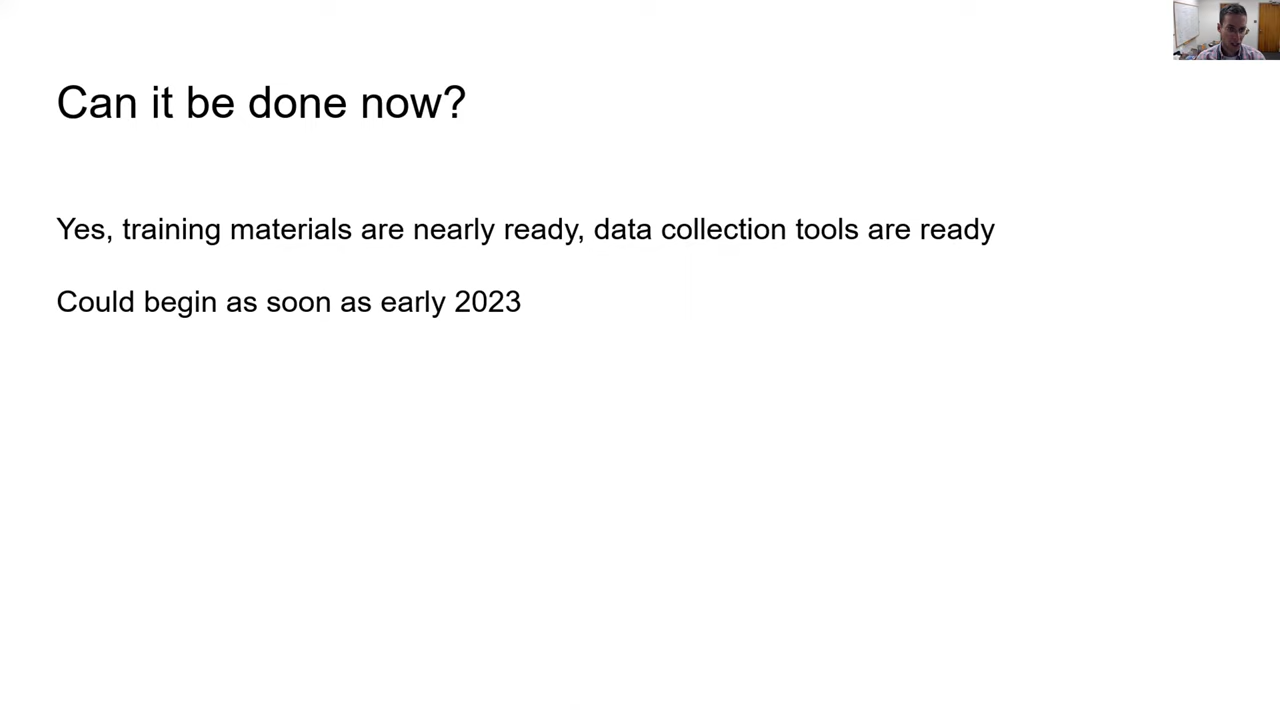 Can it be done now?
Yes, training materials are nearly ready, data collection tools are ready
Could begin as soon as early 2023